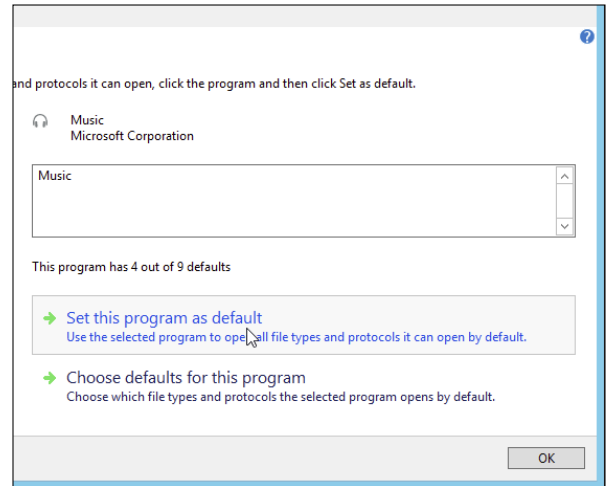 ?
and protocols it can open, click the program and then click Set as default.
Music
Microsoft Corporation
Music
This program has 4 out of 9 defaults
Set this program as default
Use the selected program to open all file types and protocols it can open by default.
Choose defaults for this program
Choose which file types and protocols the selected program opens by default.
OK